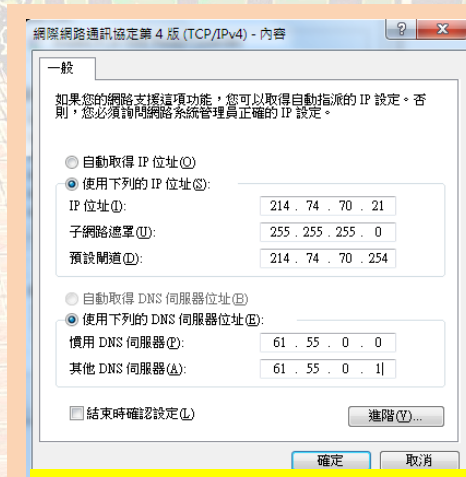 網際網路通訊協定第 4 版 (TCP/IPv4) - 內容
一般
如果您的網路支援這項功能，您可以取得自動指派的 IP 設定。否
則，您必須詢問網路系統管理員正確的 IP 設定。
自動取得 IP 位址(O)
使用下列的 IP 位址(S):
IP 位址(I): 214 . 74 . 70 . 21
子網路遮罩(U): 255 . 255 . 255 . 0
預設閘道(D): 214 . 74 . 70 . 254
自動取得 DNS 伺服器位址(B)
使用下列的 DNS 伺服器位址(E):
慣用 DNS 伺服器(P): 61 . 55 . 0 . 0
其他 DNS 伺服器(A): 61 . 55 . 0 . 1
結束時確認設定(L)
進階(V)...
確定 取消